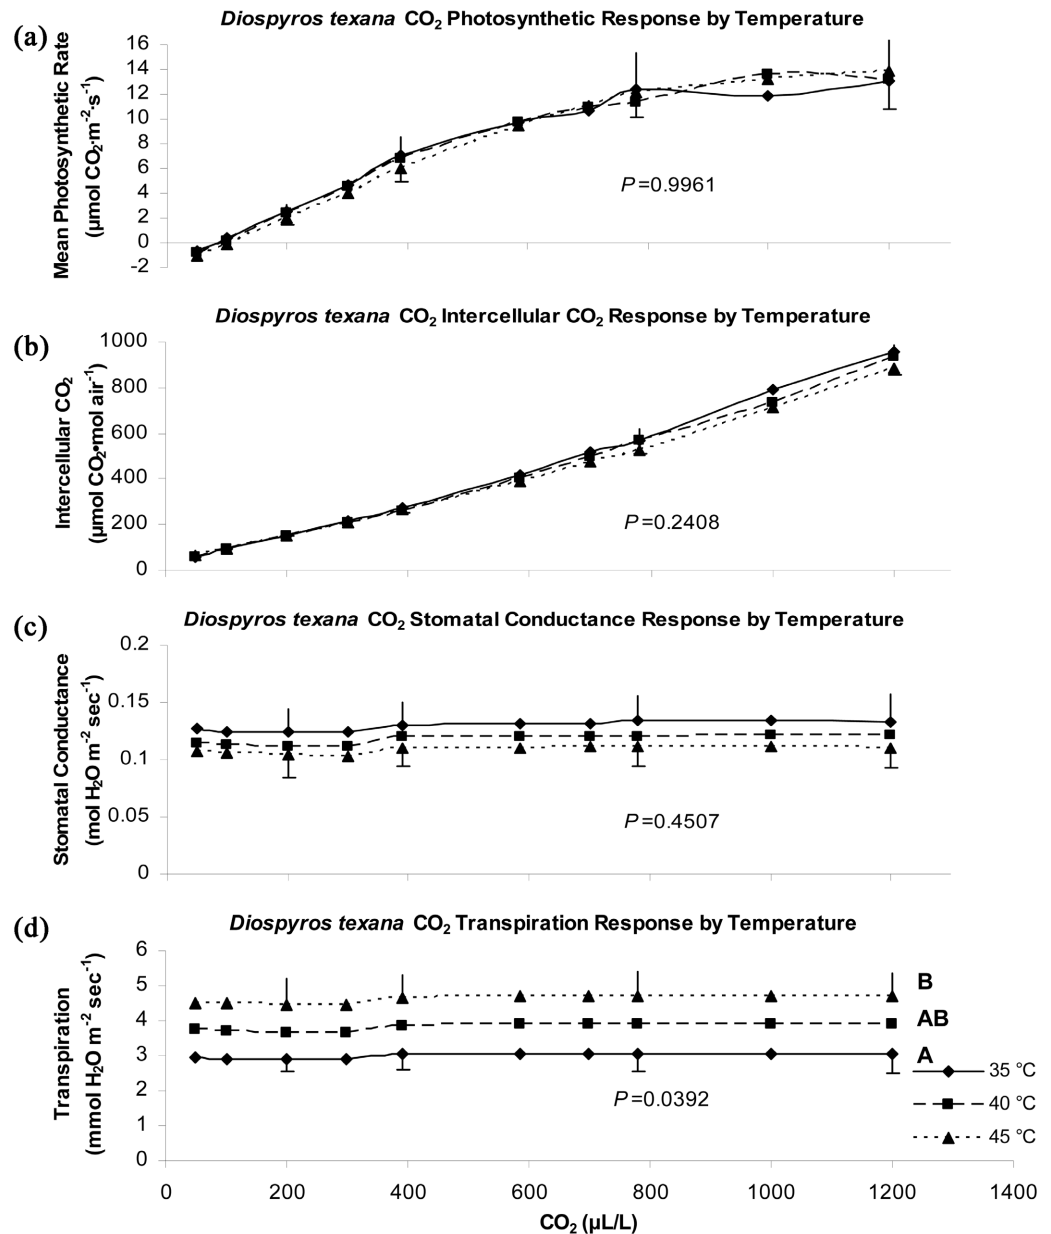 (a)
Diospyros texana CO₂ Photosynthetic Response by Temperature
Mean Photosynthetic Rate
(µmol CO₂·m⁻²·s⁻¹)
16
14
12
10
8
6
4
2
0
-2
P=0.9961
(b)
Diospyros texana CO₂ Intercellular CO₂ Response by Temperature
Intercellular CO₂
(µmol CO₂•mol air⁻¹)
1000
800
600
400
200
0
P=0.2408
(c)
Diospyros texana CO₂ Stomatal Conductance Response by Temperature
Stomatal Conductance
(mol H₂O m⁻² sec⁻¹)
0.2
0.15
0.1
0.05
0
P=0.4507
(d)
Diospyros texana CO₂ Transpiration Response by Temperature
Transpiration
(mmol H₂O m⁻² sec⁻¹)
6
5
4
3
2
1
0
B
AB
A
P=0.0392
35 °C
40 °C
45 °C
0 200 400 600 800 1000 1200 1400
CO₂ (µL/L)